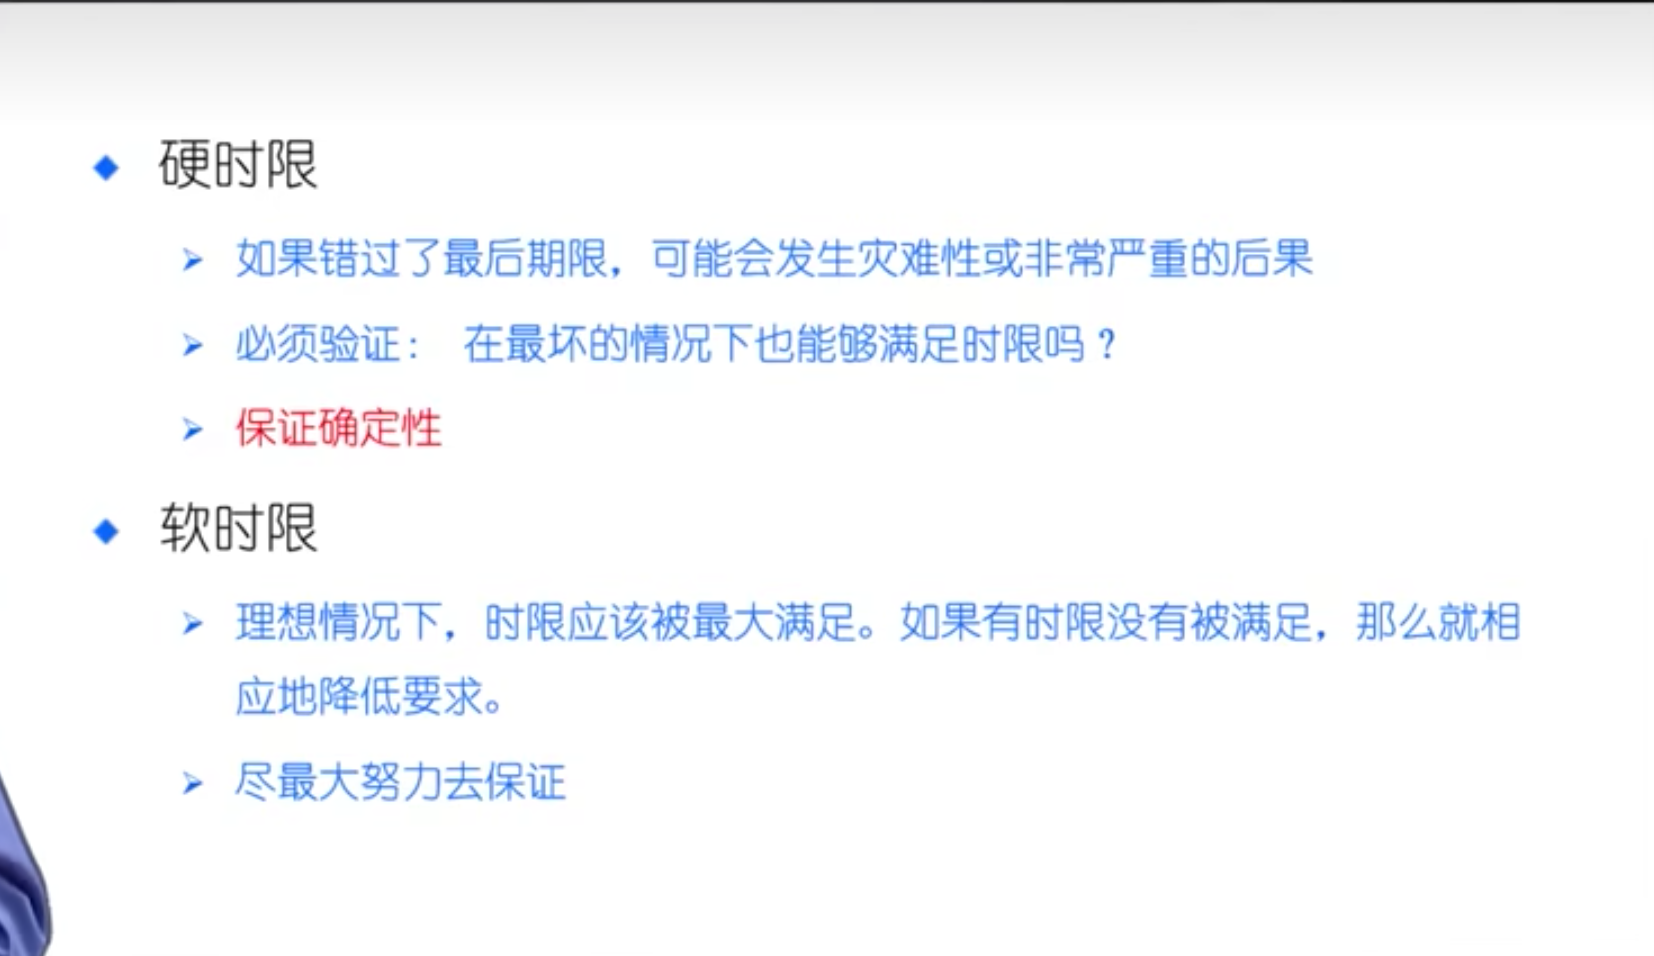 硬时限
如果错过了最后期限，可能会发生灾难性或非常严重的后果
必须验证： 在最坏的情况下也能够满足时限吗？
保证确定性
软时限
理想情况下，时限应该被最大满足。如果有时限没有被满足，那么就相
应地降低要求。
尽最大努力去保证